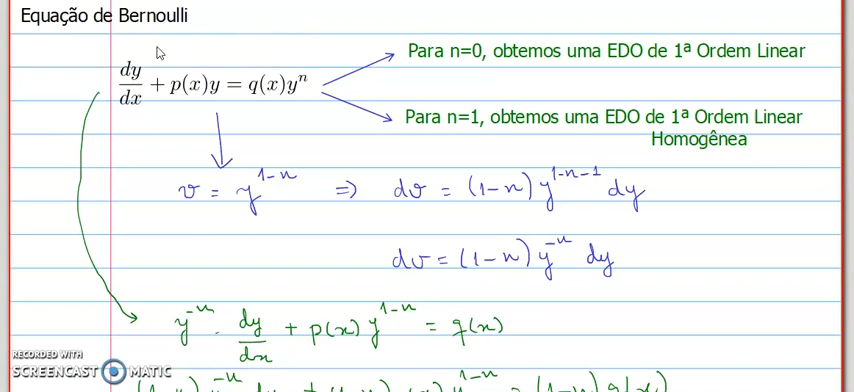 Equação de Bernoulli
Para n=0, obtemos uma EDO de 1ª Ordem Linear
dy/dx + p(x)y = q(x)yⁿ
Para n=1, obtemos uma EDO de 1ª Ordem Linear
Homogênea
v = y^(1-n) ⇒ dv = (1-n) y^(1-n-1) dy
dv = (1-n) y^(-n) dy
y^(-n) · dy/dx + p(x) y^(1-n) = q(x)
RECORDED WITH
SCREENCAST MATIC